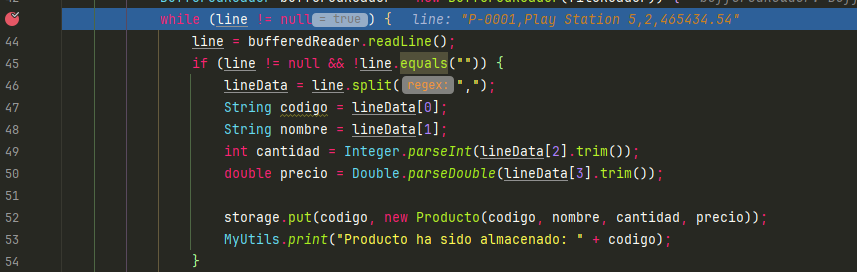 while (line != null = true ) { line: "P-0001,Play Station 5,2,465434.54"
44 line = bufferedReader.readLine();
45 if (line != null && !line.equals("")) {
46 lineData = line.split( regex: ",");
47 String codigo = lineData[0];
48 String nombre = lineData[1];
49 int cantidad = Integer.parseInt(lineData[2].trim());
50 double precio = Double.parseDouble(lineData[3].trim());
51
52 storage.put(codigo, new Producto(codigo, nombre, cantidad, precio));
53 MyUtils.print("Producto ha sido almacenado: " + codigo);
54 }